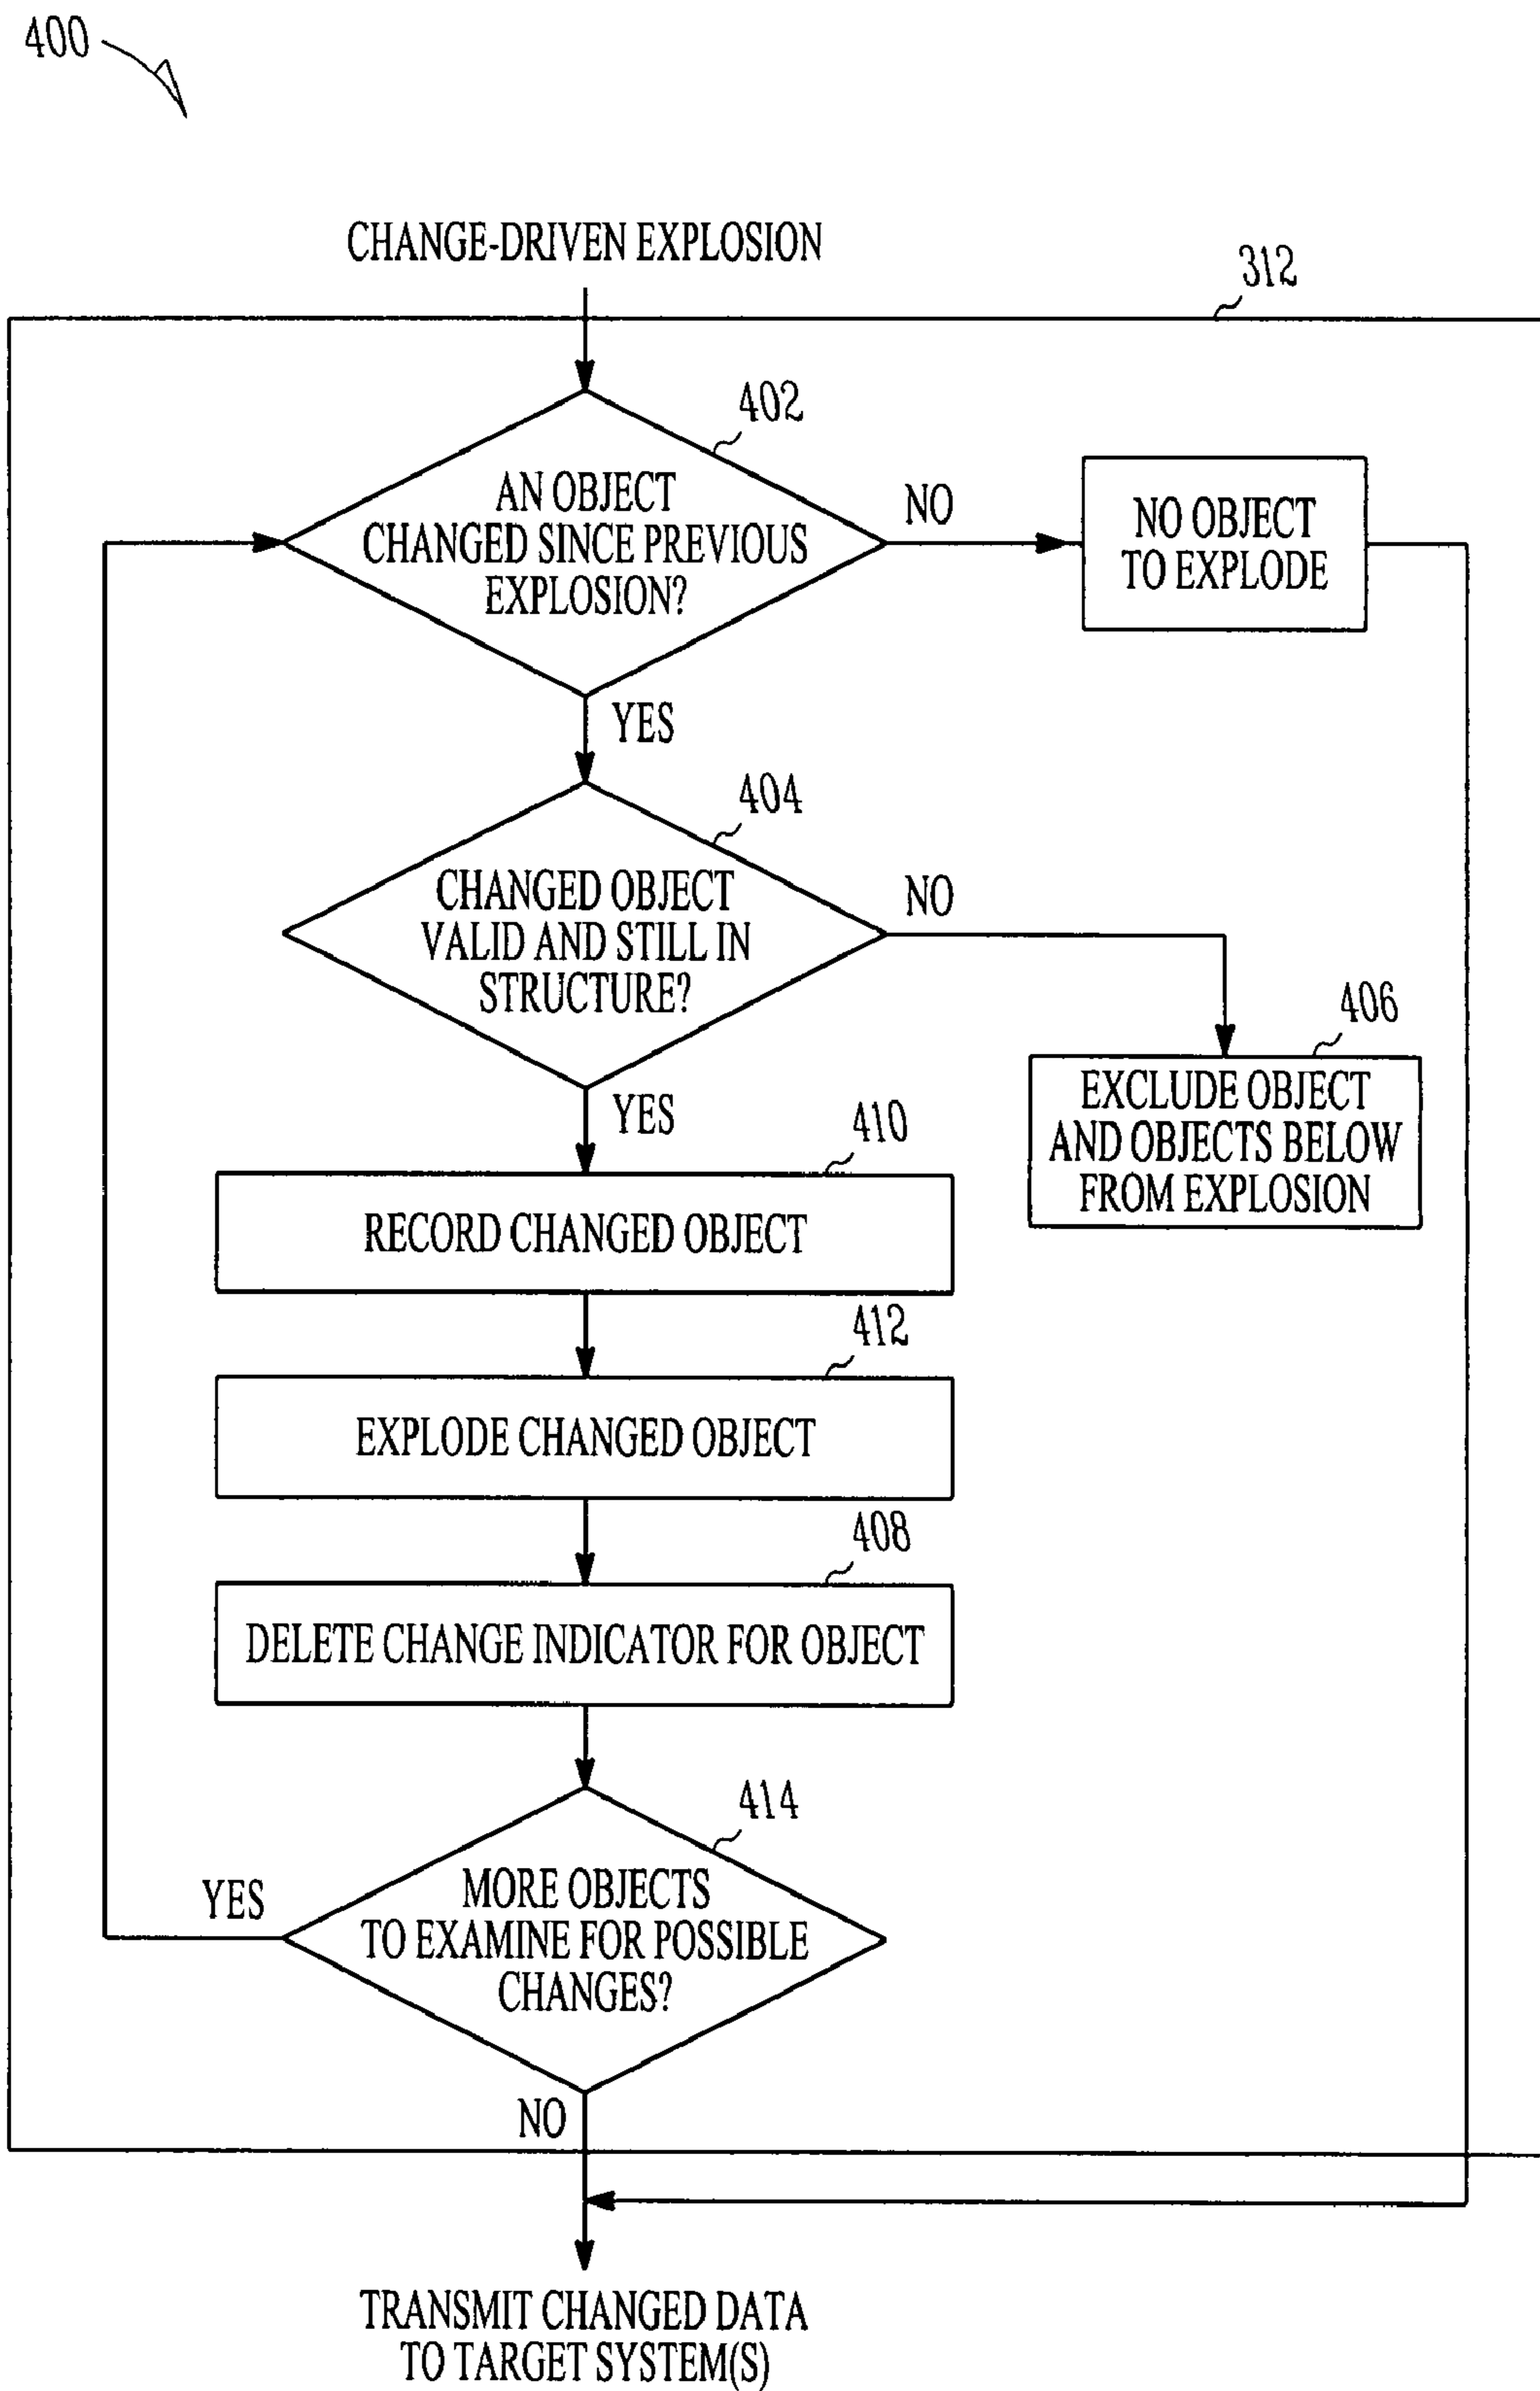 400
CHANGE-DRIVEN EXPLOSION
312
402
AN OBJECT
CHANGED SINCE PREVIOUS
EXPLOSION?
NO
NO OBJECT
TO EXPLODE
YES
404
CHANGED OBJECT
VALID AND STILL IN
STRUCTURE?
NO
406
EXCLUDE OBJECT
AND OBJECTS BELOW
FROM EXPLOSION
YES
410
RECORD CHANGED OBJECT
412
EXPLODE CHANGED OBJECT
408
DELETE CHANGE INDICATOR FOR OBJECT
414
MORE OBJECTS
TO EXAMINE FOR POSSIBLE
CHANGES?
YES
NO
TRANSMIT CHANGED DATA
TO TARGET SYSTEM(S)